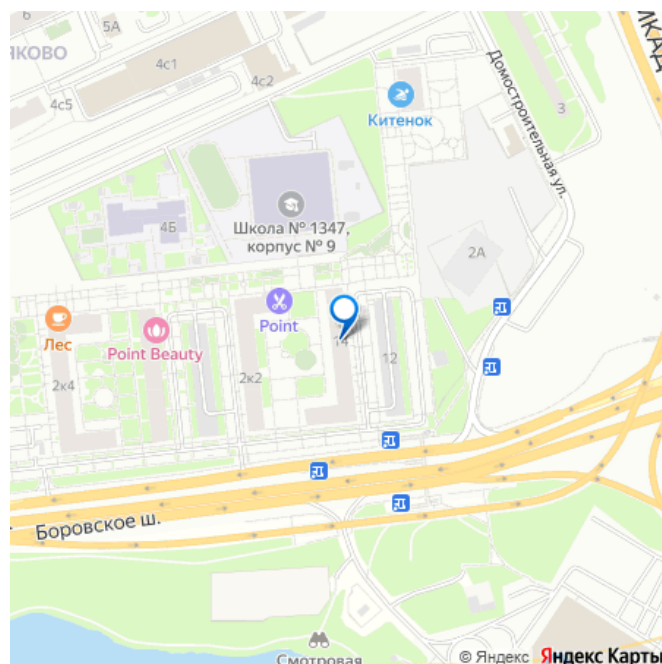 5А
ЯКОВО
4с1
4с2
4с5
МКАД
Домостроительная ул.
3
Китенок
4Б
Школа № 1347,
корпус № 9
2А
Лес
Point Beauty
Point
14
12
2к4
2к2
Боровское ш.
Смотровая
© Яндекс Яндекс Карты